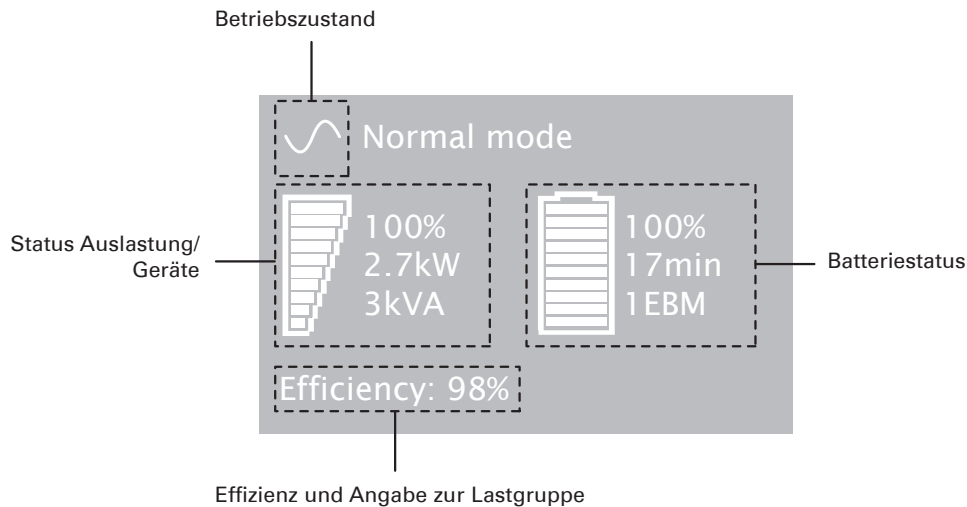 Betriebszustand
Normal mode
Status Auslastung/
Geräte
100%
2.7kW
3kVA
100%
17min
1EBM
Batteriestatus
Efficiency: 98%
Effizienz und Angabe zur Lastgruppe